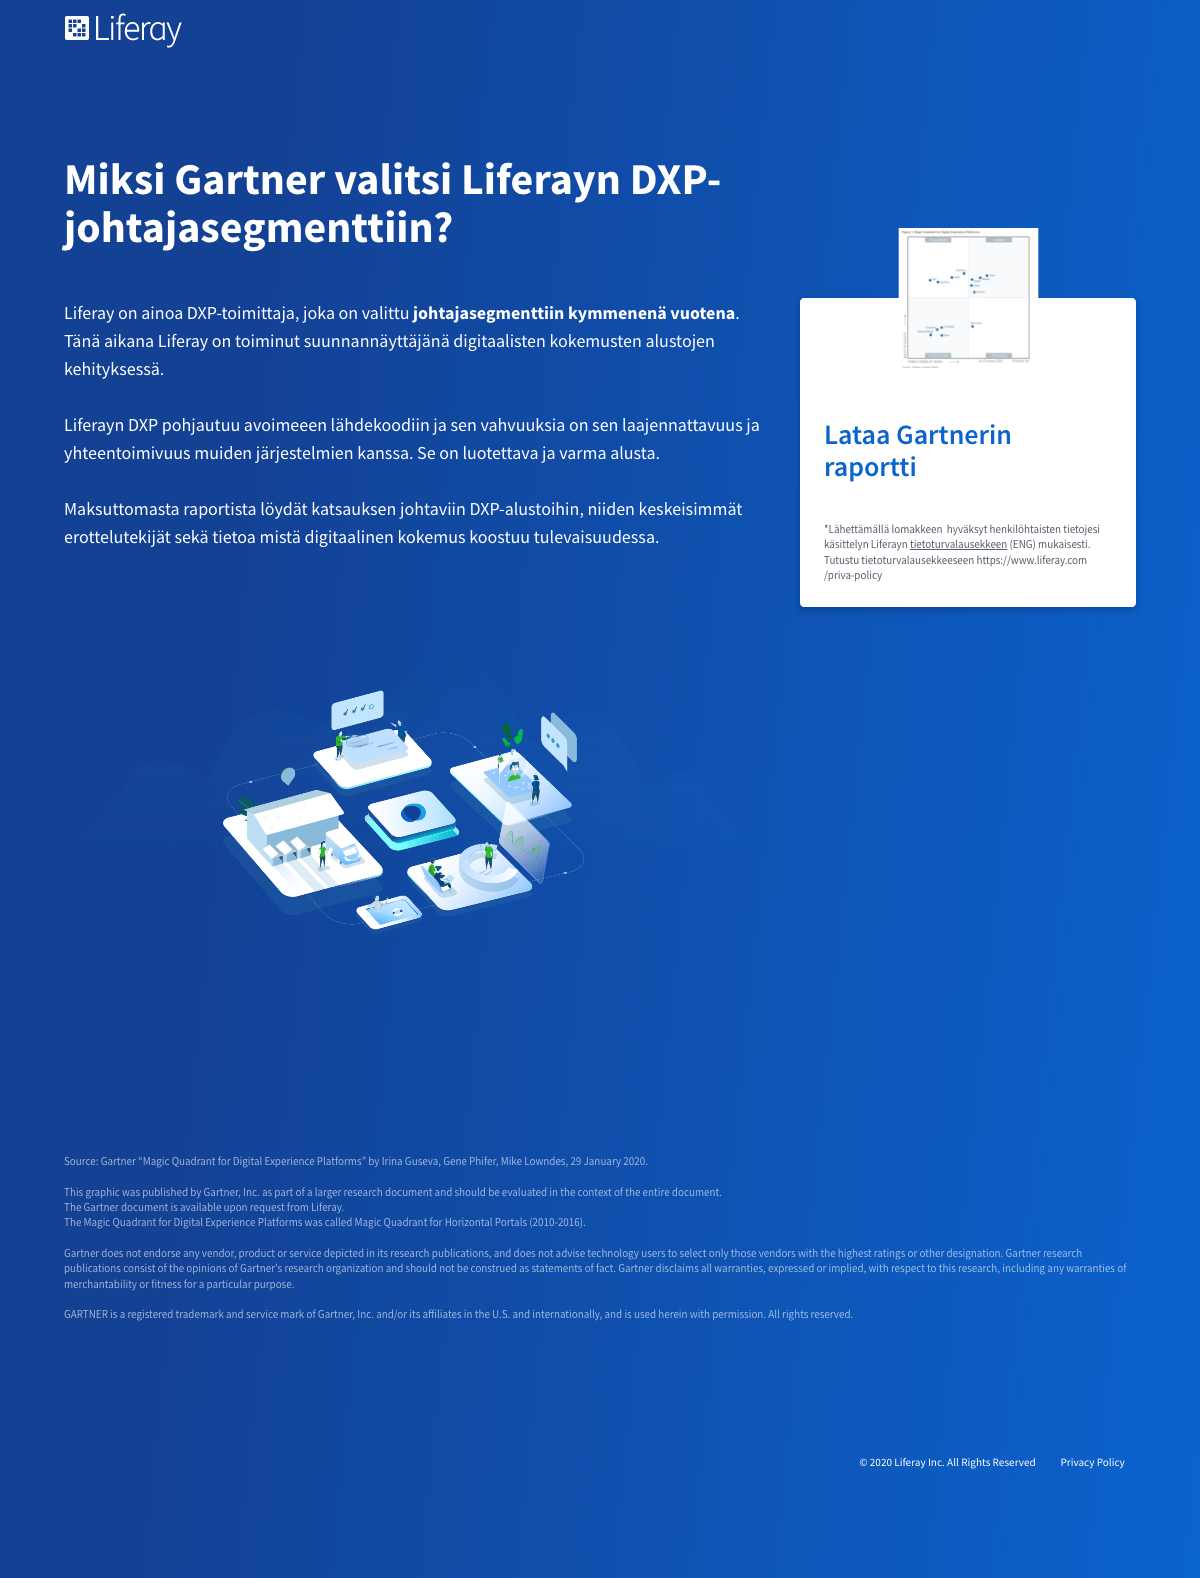 Liferay
Miksi Gartner valitsi Liferayn DXP-
johtajasegmenttiin?
Liferay on ainoa DXP-toimittaja, joka on valittu johtajasegmenttiin kymmenenä vuotena.
Tänä aikana Liferay on toiminut suunnannäyttäjänä digitaalisten kokemusten alustojen
kehityksessä.
Liferayn DXP pohjautuu avoimeeen lähdekoodiin ja sen vahvuuksia on sen laajennattavuus ja
yhteentoimivuus muiden järjestelmien kanssa. Se on luotettava ja varma alusta.
Maksuttomasta raportista löydät katsauksen johtaviin DXP-alustoihin, niiden keskeisimmät
erottelutekijät sekä tietoa mistä digitaalinen kokemus koostuu tulevaisuudessa.
Lataa Gartnerin
raportti
*Lähettämällä lomakkeen hyväksyt henkilöhtaisten tietojesi
käsittelyn Liferayn tietoturvalausekkeen (ENG) mukaisesti.
Tutustu tietoturvalausekkeeseen https://www.liferay.com
/priva-policy
Source: Gartner “Magic Quadrant for Digital Experience Platforms” by Irina Guseva, Gene Phifer, Mike Lowndes, 29 January 2020.
This graphic was published by Gartner, Inc. as part of a larger research document and should be evaluated in the context of the entire document.
The Gartner document is available upon request from Liferay.
The Magic Quadrant for Digital Experience Platforms was called Magic Quadrant for Horizontal Portals (2010-2016).
Gartner does not endorse any vendor, product or service depicted in its research publications, and does not advise technology users to select only those vendors with the highest ratings or other designation. Gartner research
publications consist of the opinions of Gartner's research organization and should not be construed as statements of fact. Gartner disclaims all warranties, expressed or implied, with respect to this research, including any warranties of
merchantability or fitness for a particular purpose.
GARTNER is a registered trademark and service mark of Gartner, Inc. and/or its affiliates in the U.S. and internationally, and is used herein with permission. All rights reserved.
© 2020 Liferay Inc. All Rights Reserved Privacy Policy